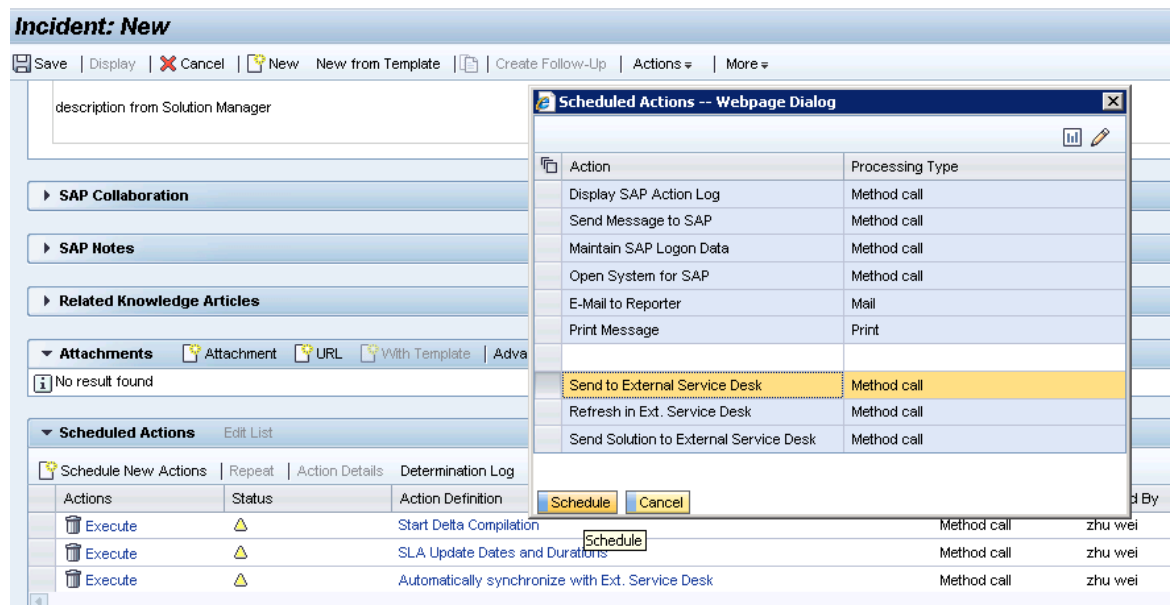 Incident: New
Save | Display | Cancel | New New from Template | Create Follow-Up | Actions | More
description from Solution Manager
SAP Collaboration
SAP Notes
Related Knowledge Articles
Attachments Attachment URL With Template | Adva
No result found
Scheduled Actions Edit List
Schedule New Actions | Repeat | Action Details Determination Log
Actions Status Action Definition d By
Execute Start Delta Compilation Method call zhu wei
Execute SLA Update Dates and Durations Method call zhu wei
Execute Automatically synchronize with Ext. Service Desk Method call zhu wei
Scheduled Actions -- Webpage Dialog
Action Processing Type
Display SAP Action Log Method call
Send Message to SAP Method call
Maintain SAP Logon Data Method call
Open System for SAP Method call
E-Mail to Reporter Mail
Print Message Print
Send to External Service Desk Method call
Refresh in Ext. Service Desk Method call
Send Solution to External Service Desk Method call
Schedule Cancel
Schedule